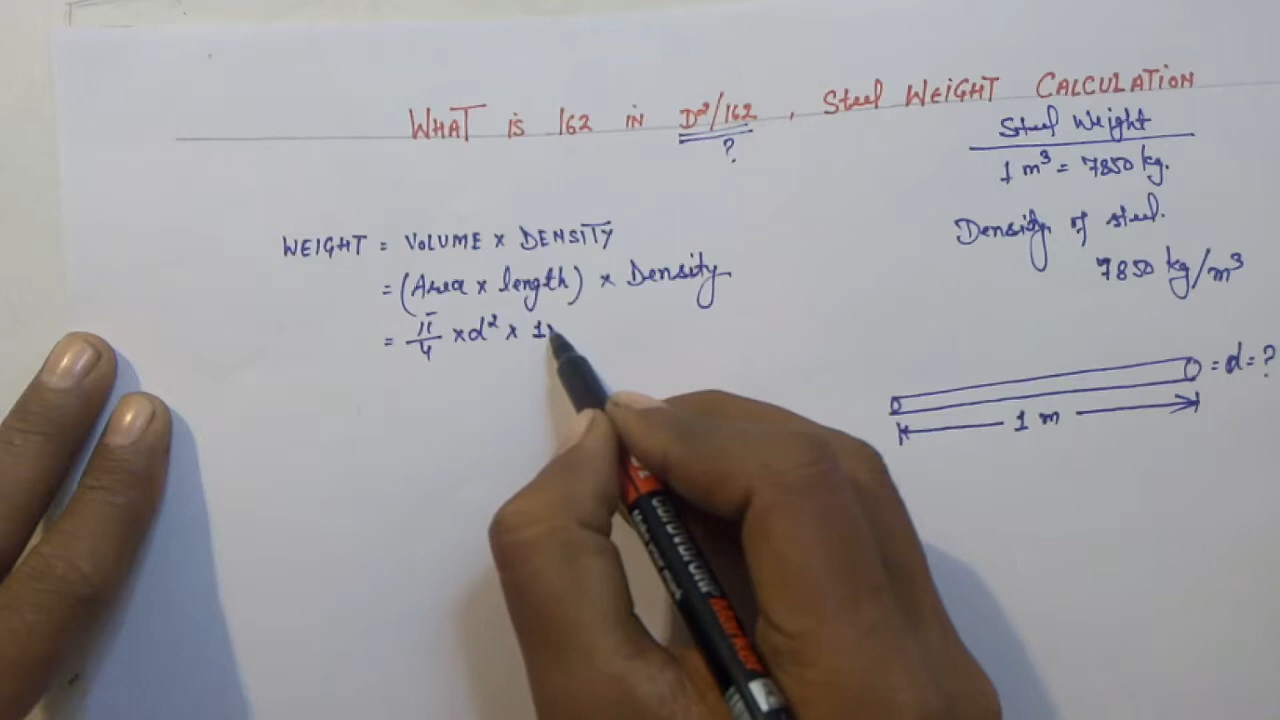 WHAT IS 162 IN D²/162, Steel WEIGHT CALCULATION
?
Steel Weight
1 m³ = 7850 kg.
Density of steel.
7850 kg/m³
WEIGHT = VOLUME × DENSITY
= (Area × length) × Density
= π/4 × d² × 1
= d = ?
1 m